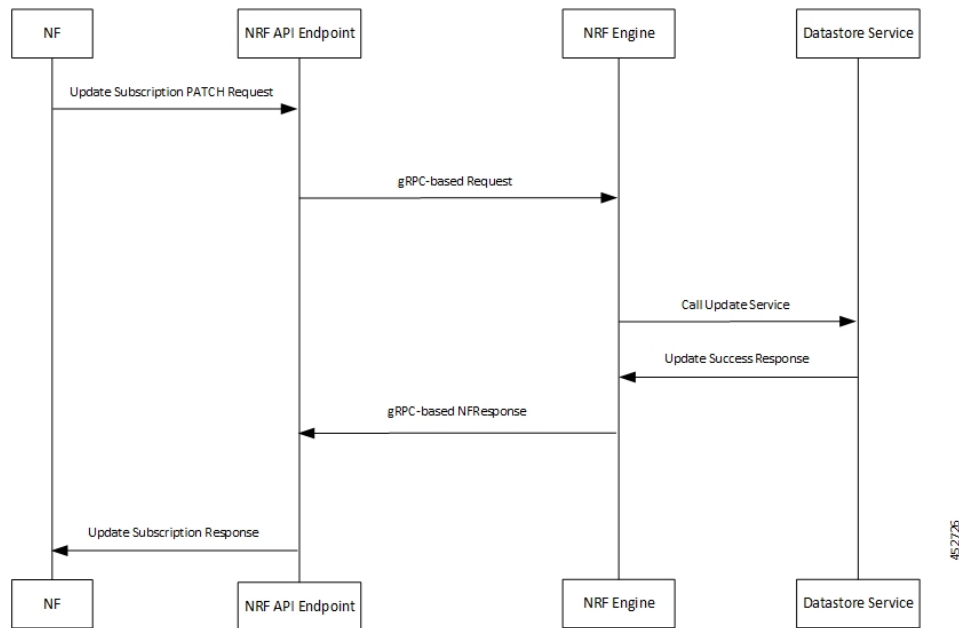 NF
NRF API Endpoint
NRF Engine
Datastore Service
Update Subscription PATCH Request
gRPC-based Request
Call Update Service
Update Success Response
gRPC-based NFResponse
Update Subscription Response
452726
NF
NRF API Endpoint
NRF Engine
Datastore Service